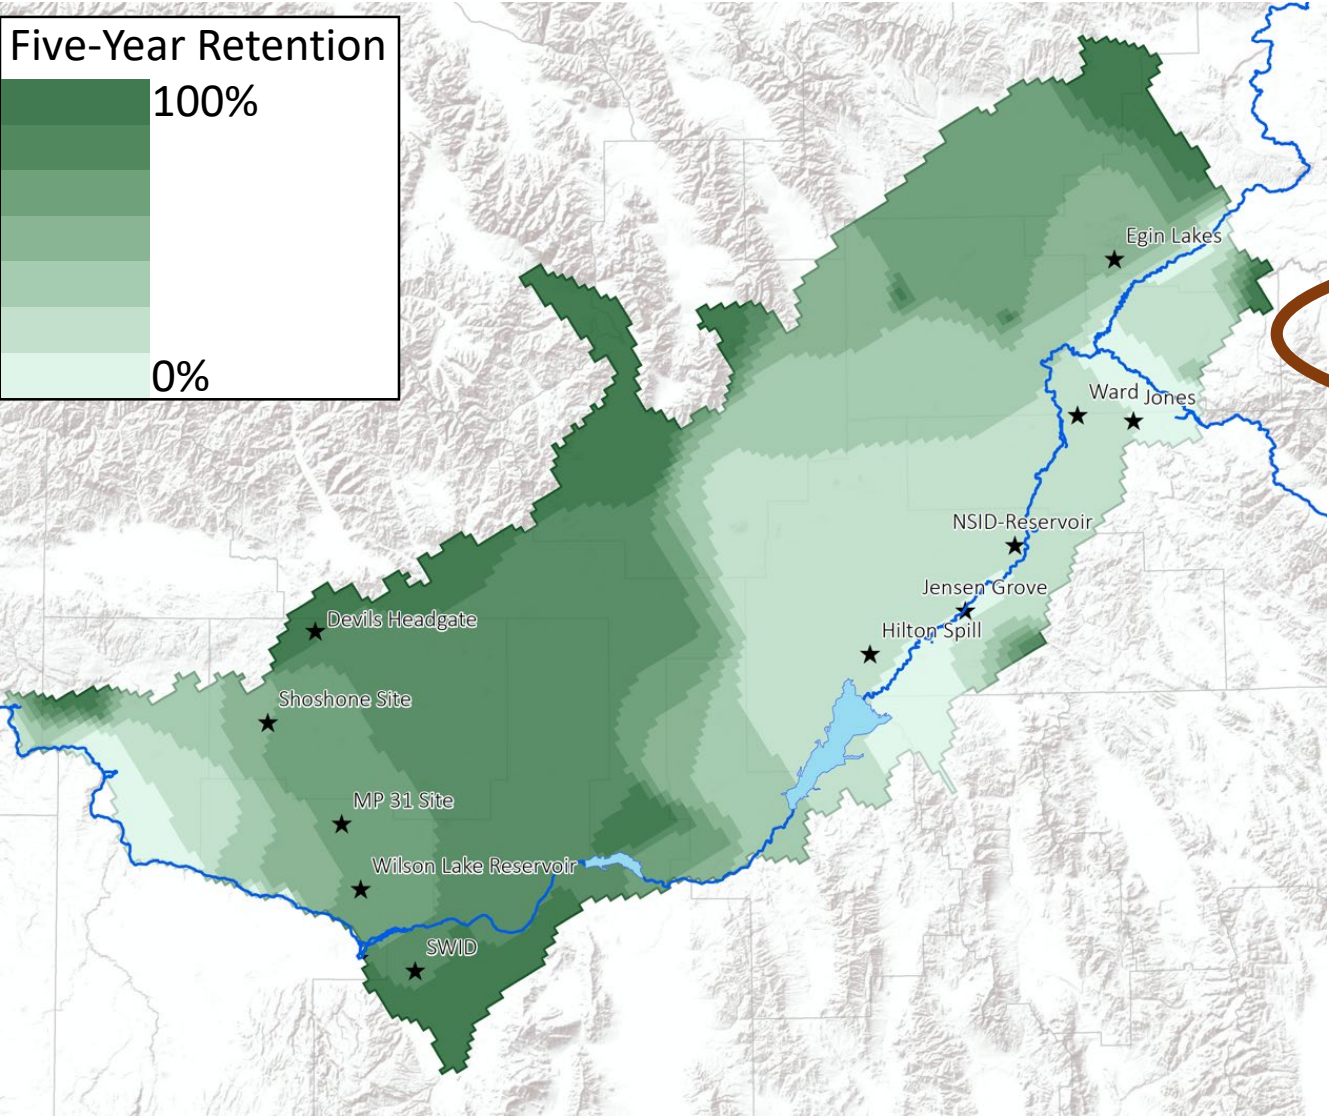 Five-Year Retention
100%
0%
Egin Lakes
Ward
Jones
NSID-Reservoir
Jensen Grove
Hilton Spill
Devils Headgate
Shoshone Site
MP 31 Site
Wilson Lake Reservoir
SWID